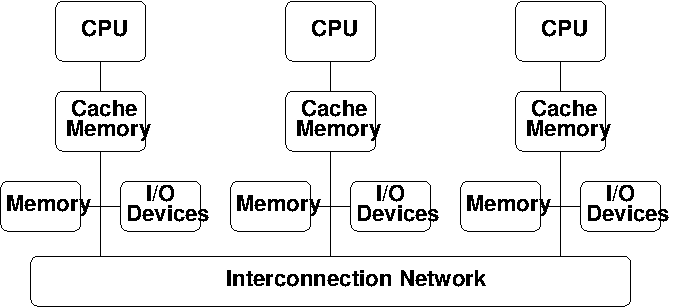 CPU
CPU
CPU
Cache
Memory
Cache
Memory
Cache
Memory
Memory
I/O
Devices
Memory
I/O
Devices
Memory
I/O
Devices
Interconnection Network